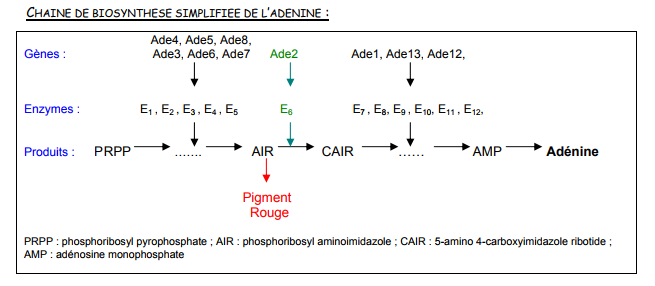 CHAINE DE BIOSYNTHESE SIMPLIFIEE DE L'ADENINE :
Ade4, Ade5, Ade8,
Gènes : Ade3, Ade6, Ade7 Ade2 Ade1, Ade13, Ade12,
Enzymes : E1 , E2 , E3 , E4 , E5 E6 E7, E8, E9, E10, E11 , E12,
Produits : PRPP ....... AIR CAIR ...... AMP Adénine
Pigment
Rouge
PRPP : phosphoribosyl pyrophosphate ; AIR : phosphoribosyl aminoimidazole ; CAIR : 5-amino 4-carboxyimidazole ribotide ;
AMP : adénosine monophosphate